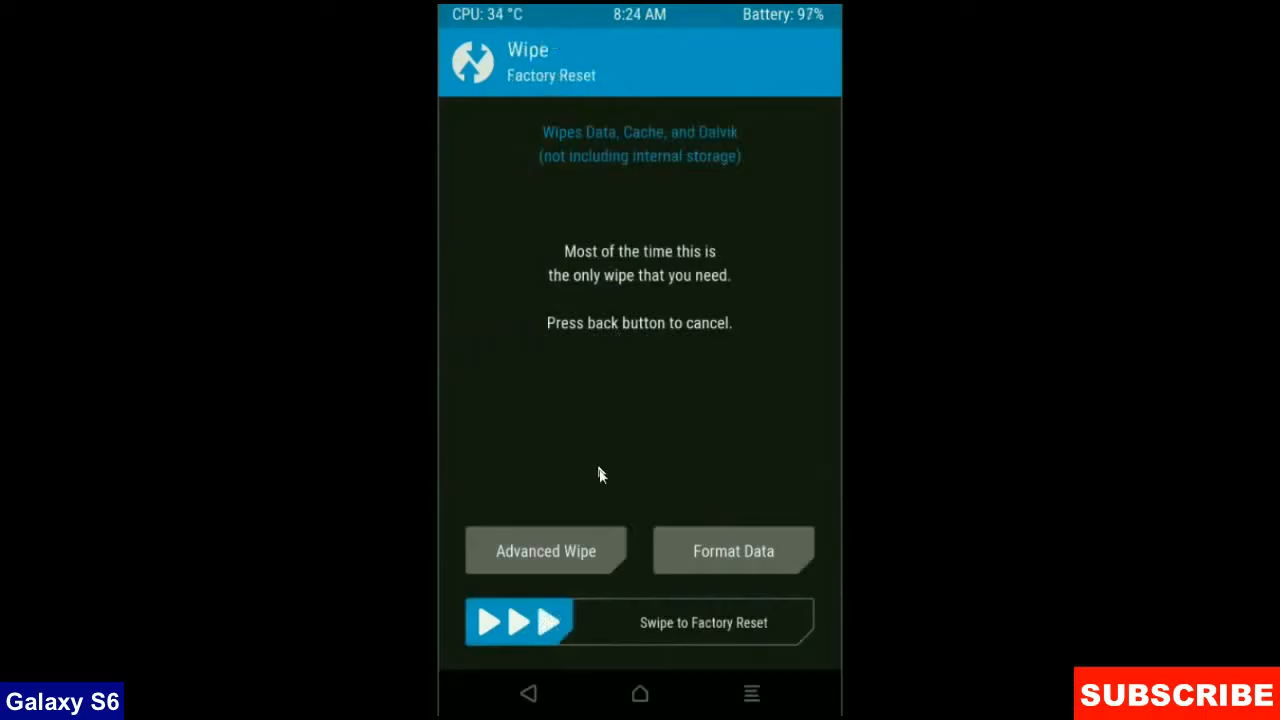 CPU: 34 °C 8:24 AM Battery: 97%
Wipe
Factory Reset
Wipes Data, Cache, and Dalvik
(not including internal storage)
Most of the time this is
the only wipe that you need.
Press back button to cancel.
Advanced Wipe Format Data
Swipe to Factory Reset
Galaxy S6 SUBSCRIBE